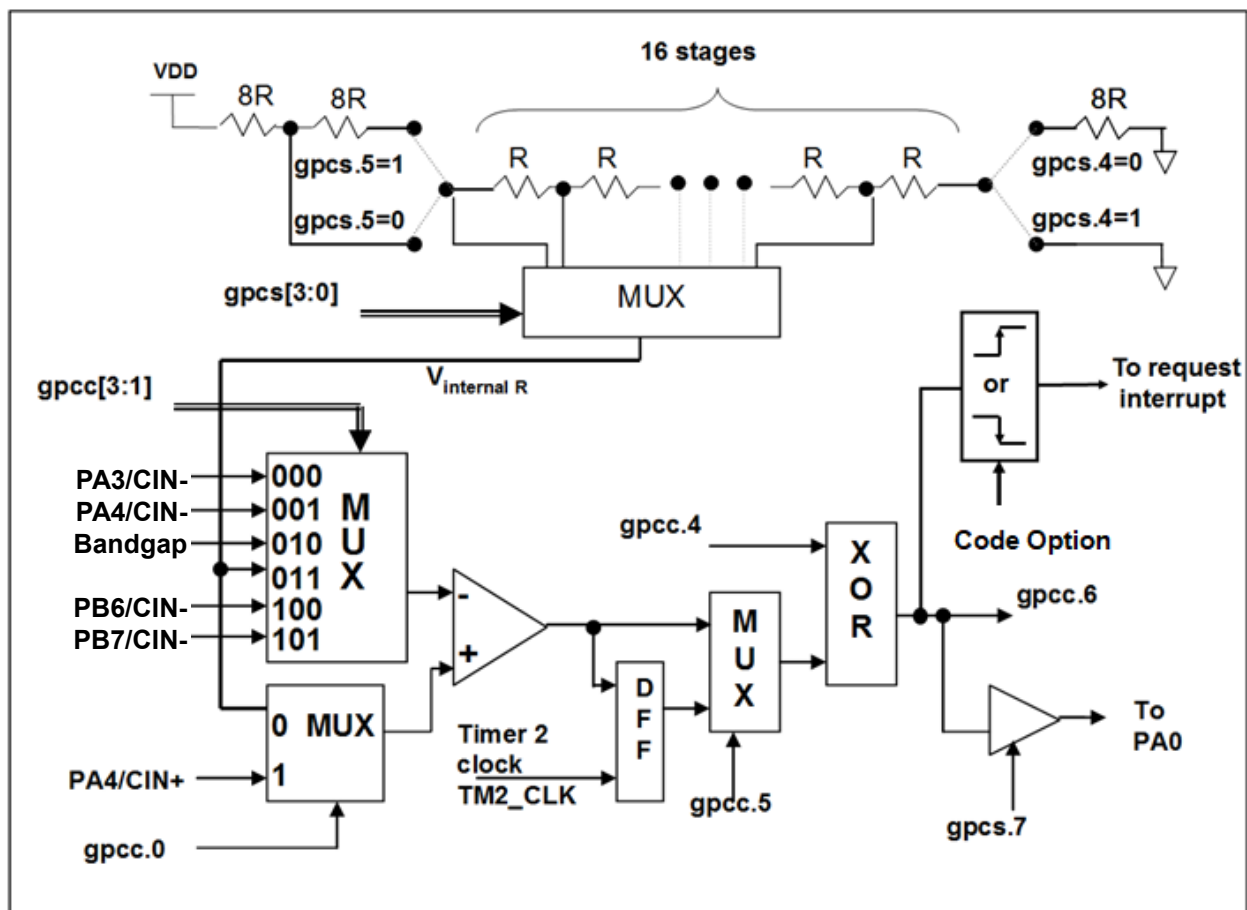 16 stages
VDD
8R
8R
8R
gpcs.5=1
R
R
R
R
gpcs.4=0
gpcs.5=0
gpcs.4=1
gpcs[3:0]
MUX
V internal R
gpcc[3:1]
or
To request
interrupt
Code Option
PA3/CIN-
000
PA4/CIN-
001
Bandgap
010
011
PB6/CIN-
100
PB7/CIN-
101
M
U
X
-
+
0
MUX
1
PA4/CIN+
gpcc.0
Timer 2
clock
TM2_CLK
D
F
F
M
U
X
gpcc.5
gpcc.4
X
O
R
gpcc.6
To
PA0
gpcs.7